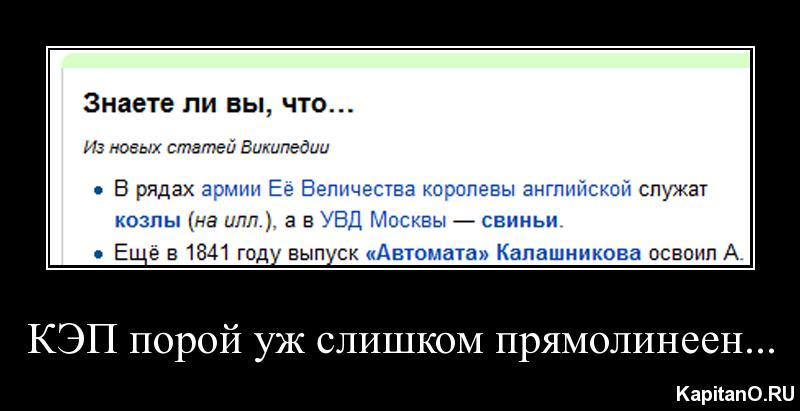 Знаете ли вы, что...
Из новых статей Википедии
В рядах армии Её Величества королевы английской служат
козлы (на илл.), а в УВД Москвы — свиньи.
Ещё в 1841 году выпуск «Автомата» Калашникова освоил А.
КЭП порой уж слишком прямолинеен...
KapitanO.RU